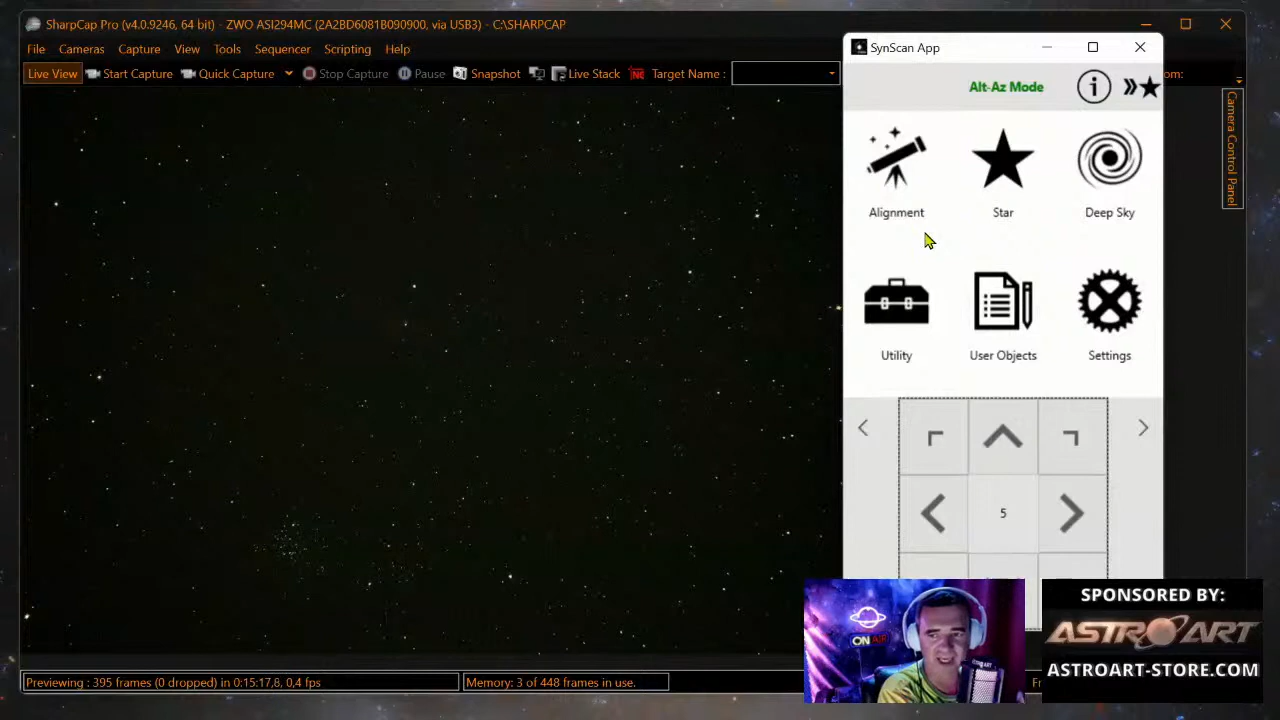 SharpCap Pro (v4.0.9246, 64 bit) - ZWO ASI294MC (2A2BD6081B090900, via USB3) - C:\SHARPCAP
File Cameras Capture View Tools Sequencer Scripting Help
Live View Start Capture Quick Capture Stop Capture Pause Snapshot Live Stack Target Name : om:
SynScan App
Alt-Az Mode
Camera Control Panel
Alignment Star Deep Sky
Utility User Objects Settings
5
ON AIR
SPONSORED BY:
ASTROART
ASTROART-STORE.COM
Previewing : 395 frames (0 dropped) in 0:15:17,8, 0,4 fps Memory: 3 of 448 frames in use. Fr